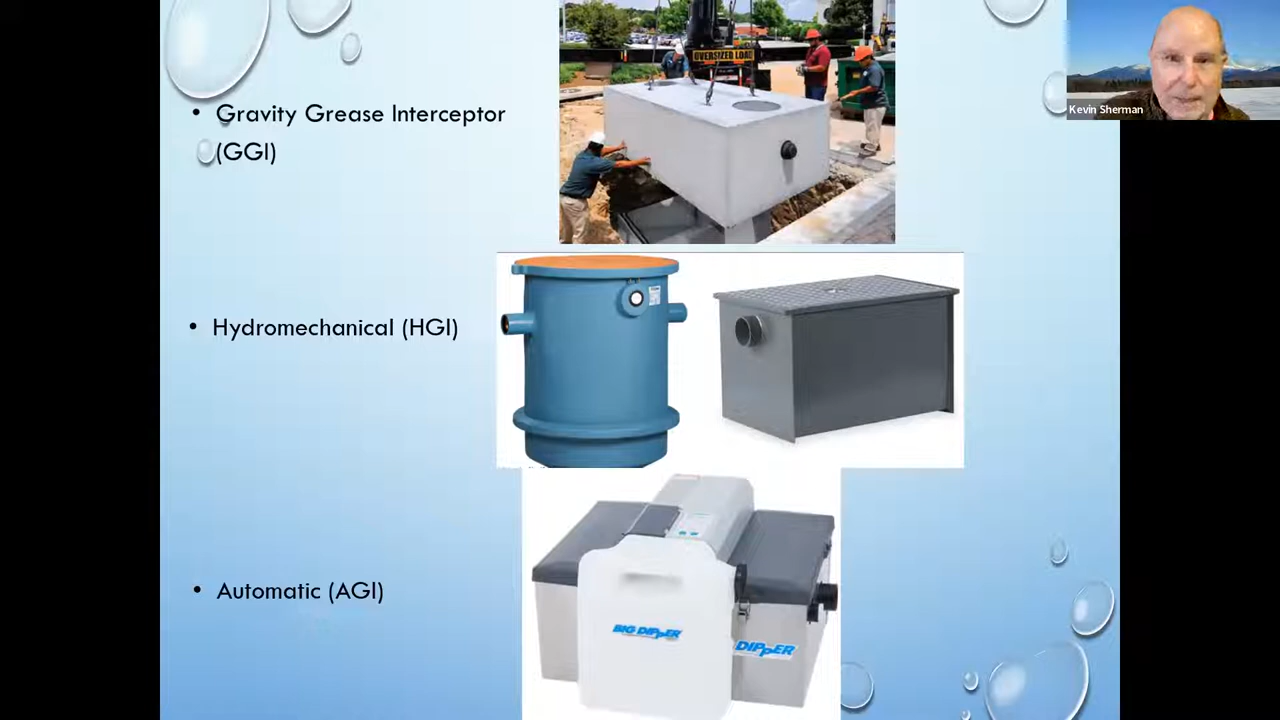 Kevin Sherman
OVERSIZED LOAD
• Gravity Grease Interceptor
(GGI)
• Hydromechanical (HGI)
• Automatic (AGI)
BIG DIPPER
DIPPER